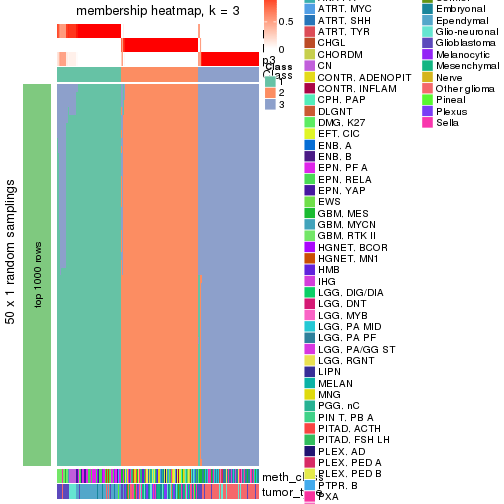 membership heatmap, k = 3
0.5
0
p3
Class
Class
1
2
3
50 x 1 random samplings
top 1000 rows
meth_cl
tumor_t
ATRT. MYC
ATRT. SHH
ATRT. TYR
CHGL
CHORDM
CN
CONTR. ADENOPIT
CONTR. INFLAM
CPH. PAP
DLGNT
DMG. K27
EFT. CIC
ENB. A
ENB. B
EPN. PF A
EPN. RELA
EPN. YAP
EWS
GBM. MES
GBM. MYCN
GBM. RTK II
HGNET. BCOR
HGNET. MN1
HMB
IHG
LGG. DIG/DIA
LGG. DNT
LGG. MYB
LGG. PA MID
LGG. PA PF
LGG. PA/GG ST
LGG. RGNT
LIPN
MELAN
MNG
PGG. nC
PIN T. PB A
PITAD. ACTH
PITAD. FSH LH
PLEX. AD
PLEX. PED A
PLEX. PED B
PTPR. B
PXA
Embryonal
Ependymal
Glio-neuronal
Glioblastoma
Melanocytic
Mesenchymal
Nerve
Other glioma
Pineal
Plexus
Sella